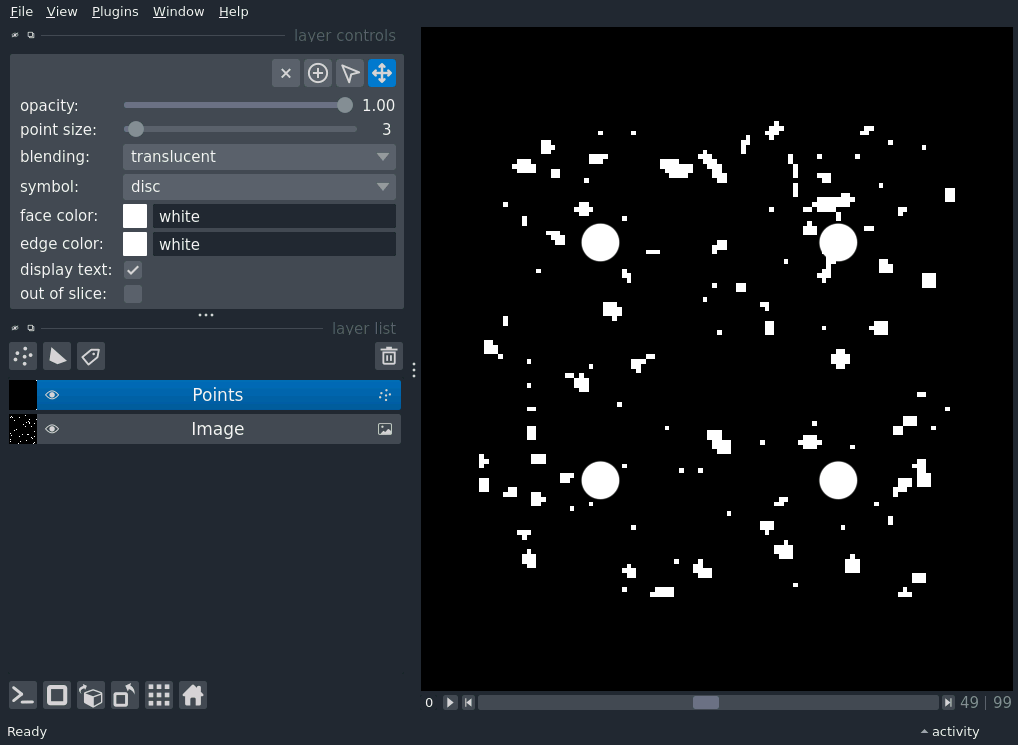 File View Plugins Window Help
layer controls
opacity: 1.00
point size: 3
blending: translucent
symbol: disc
face color: white
edge color: white
display text:
out of slice:
layer list
Points
Image
0 49 | 99
Ready activity